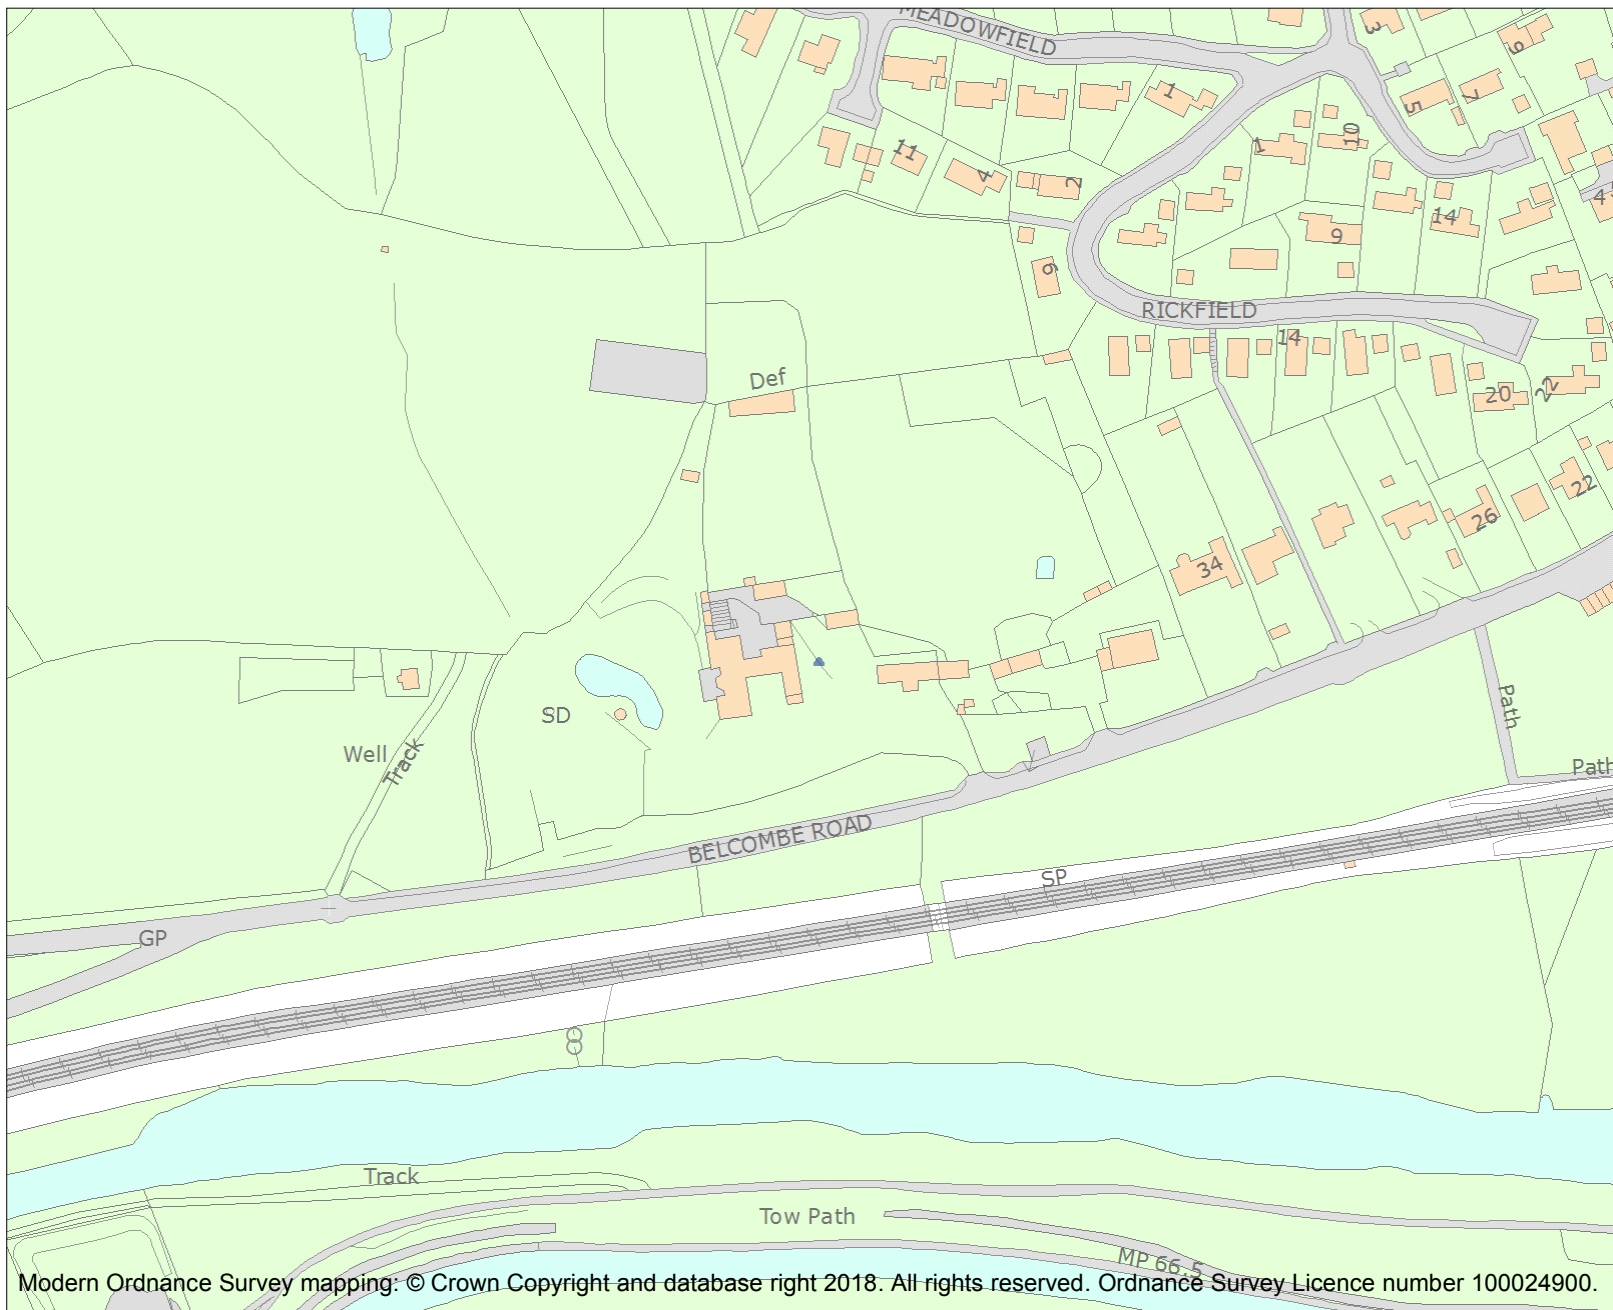 MEADOWFIELD
3
9
1
5
7
11
4
2
1
10
4
14
9
6
RICKFIELD
14
Def
20
22
22
26
34
SD
Well
Track
Path
Path
BELCOMBE ROAD
SP
GP
Track
Tow Path
MP 66.5
Modern Ordnance Survey mapping: © Crown Copyright and database right 2018. All rights reserved. Ordnance Survey Licence number 100024900.